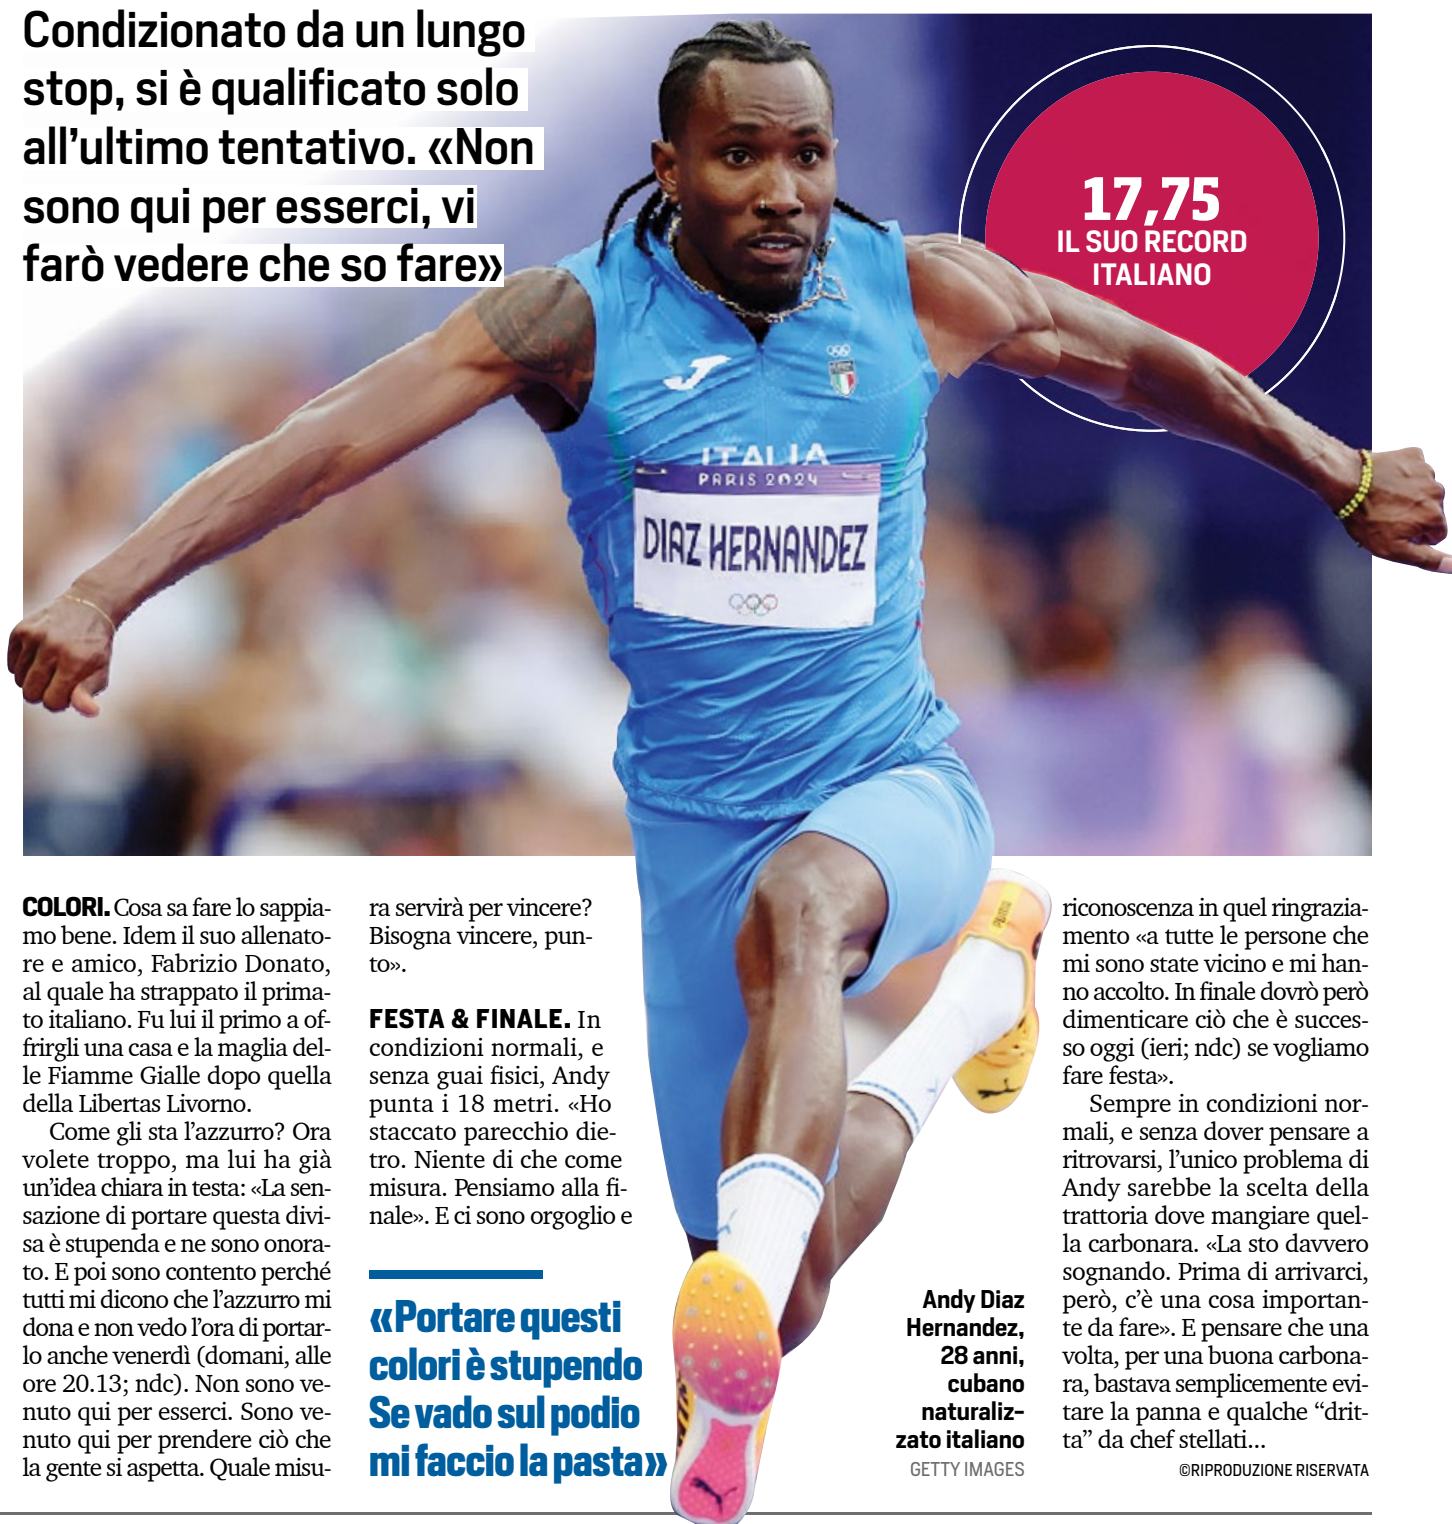 Condizionato da un lungo
stop, si è qualificato solo
all'ultimo tentativo. «Non
sono qui per esserci, vi
farò vedere che so fare»
17,75
IL SUO RECORD
ITALIANO
ITALIA
PARIS 2024
DIAZ HERNANDEZ
COLORI. Cosa sa fare lo sappia-
mo bene. Idem il suo allenato-
re e amico, Fabrizio Donato,
al quale ha strappato il prima-
to italiano. Fu lui il primo a of-
frirgli una casa e la maglia del-
le Fiamme Gialle dopo quella
della Libertas Livorno.
Come gli sta l'azzurro? Ora
volete troppo, ma lui ha già
un'idea chiara in testa: «La sen-
sazione di portare questa divi-
sa è stupenda e ne sono onora-
to. E poi sono contento perché
tutti mi dicono che l'azzurro mi
dona e non vedo l'ora di portar-
lo anche venerdì (domani, alle
ore 20.13; ndc). Non sono ve-
nuto qui per esserci. Sono ve-
nuto qui per prendere ciò che
la gente si aspetta. Quale misu-
ra servirà per vincere?
Bisogna vincere, pun-
to».
FESTA & FINALE. In
condizioni normali, e
senza guai fisici, Andy
punta i 18 metri. «Ho
staccato parecchio die-
tro. Niente di che come
misura. Pensiamo alla fi-
nale». E ci sono orgoglio e
«Portare questi
colori è stupendo
Se vado sul podio
mi faccio la pasta»
Andy Diaz
Hernandez,
28 anni,
cubano
naturaliz-
zato italiano
GETTY IMAGES
riconoscenza in quel ringrazia-
mento «a tutte le persone che
mi sono state vicino e mi han-
no accolto. In finale dovrò però
dimenticare ciò che è succes-
so oggi (ieri; ndc) se vogliamo
fare festa».
Sempre in condizioni nor-
mali, e senza dover pensare a
ritrovarsi, l'unico problema di
Andy sarebbe la scelta della
trattoria dove mangiare quel-
la carbonara. «La sto davvero
sognando. Prima di arrivarci,
però, c'è una cosa importan-
te da fare». E pensare che una
volta, per una buona carbona-
ra, bastava semplicemente evi-
tare la panna e qualche “drit-
ta” da chef stellati...
©RIPRODUZIONE RISERVATA